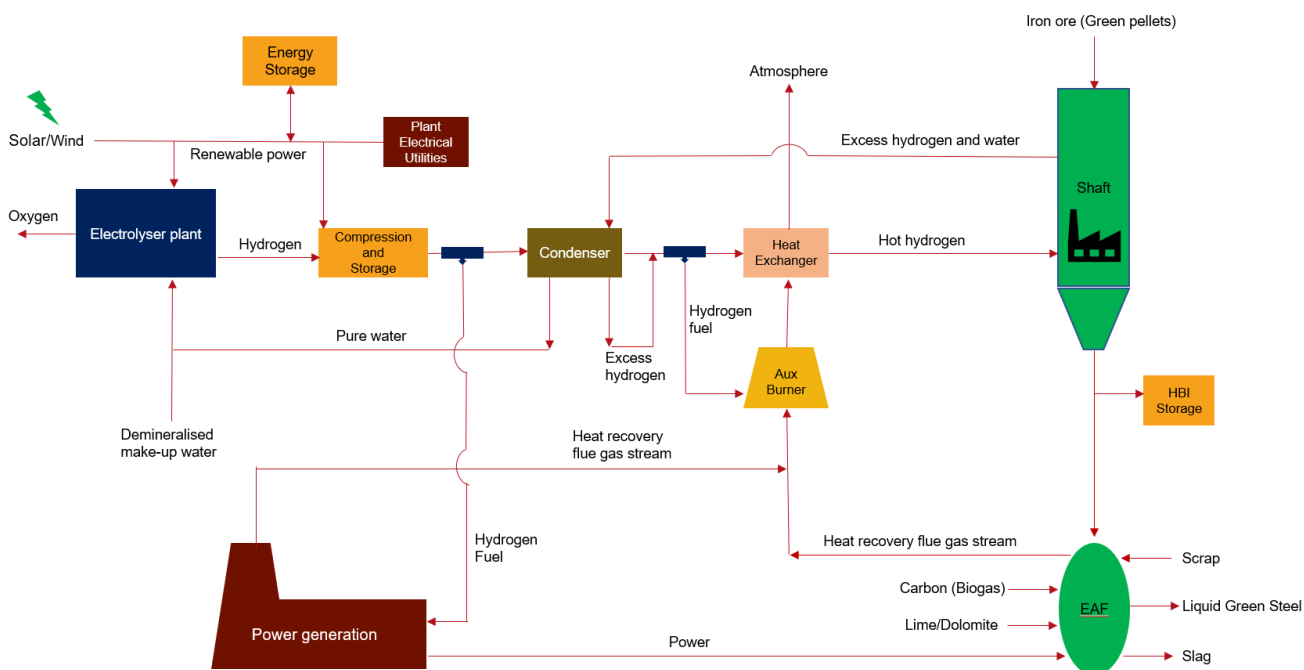 Iron ore (Green pellets)
Energy
Storage
Atmosphere
Solar/Wind
Renewable power
Plant
Electrical
Utilities
Excess hydrogen and water
Shaft
Oxygen
Electrolyser plant
Hydrogen
Compression
and
Storage
Condenser
Heat
Exchanger
Hot hydrogen
Pure water
Excess
hydrogen
Hydrogen
fuel
Aux
Burner
HBI
Storage
Demineralised
make-up water
Heat recovery
flue gas stream
Hydrogen
Fuel
Heat recovery flue gas stream
Scrap
Carbon (Biogas)
EAF
Liquid Green Steel
Lime/Dolomite
Power generation
Power
Slag